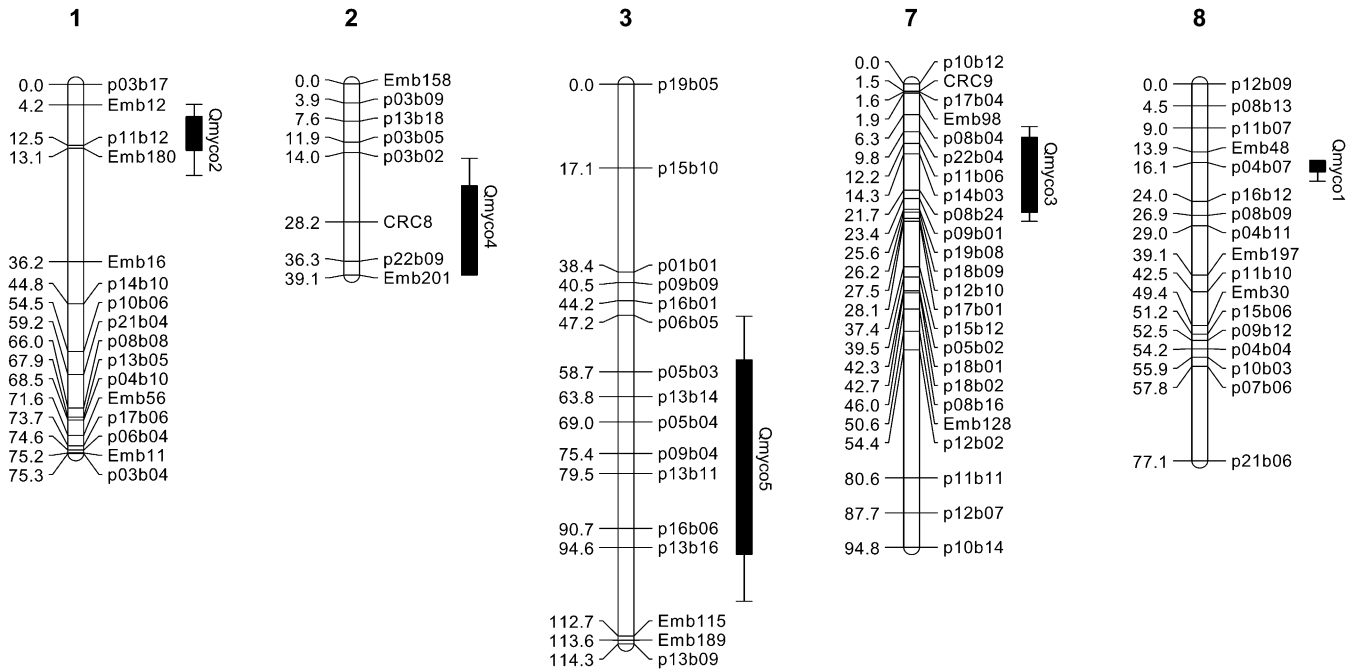 1
0.0 p03b17
4.2 Emb12
12.5 p11b12
13.1 Emb180
36.2 Emb16
44.8 p14b10
54.5 p10b06
59.2 p21b04
66.0 p08b08
67.9 p13b05
68.5 p04b10
71.6 Emb56
73.7 p17b06
74.6 p06b04
75.2 Emb11
75.3 p03b04
Qmyco2
2
0.0 Emb158
3.9 p03b09
7.6 p13b18
11.9 p03b05
14.0 p03b02
28.2 CRC8
36.3 p22b09
39.1 Emb201
Qmyco4
3
0.0 p19b05
17.1 p15b10
38.4 p01b01
40.5 p09b09
44.2 p16b01
47.2 p06b05
58.7 p05b03
63.8 p13b14
69.0 p05b04
75.4 p09b04
79.5 p13b11
90.7 p16b06
94.6 p13b16
112.7 Emb115
113.6 Emb189
114.3 p13b09
Qmyco5
7
0.0 p10b12
1.5 CRC9
1.6 p17b04
1.9 Emb98
6.3 p08b04
9.8 p22b04
12.2 p11b06
14.3 p14b03
21.7 p08b24
23.4 p09b01
25.6 p19b08
26.2 p18b09
27.5 p12b10
28.1 p17b01
37.4 p15b12
39.5 p05b02
42.3 p18b01
42.7 p18b02
46.0 p08b16
50.6 Emb128
54.4 p12b02
80.6 p11b11
87.7 p12b07
94.8 p10b14
Qmyco3
8
0.0 p12b09
4.5 p08b13
9.0 p11b07
13.9 Emb48
16.1 p04b07
24.0 p16b12
26.9 p08b09
29.0 p04b11
39.1 Emb197
42.5 p11b10
49.4 Emb30
51.2 p15b06
52.5 p09b12
54.2 p04b04
55.9 p10b03
57.8 p07b06
77.1 p21b06
Qmyco1